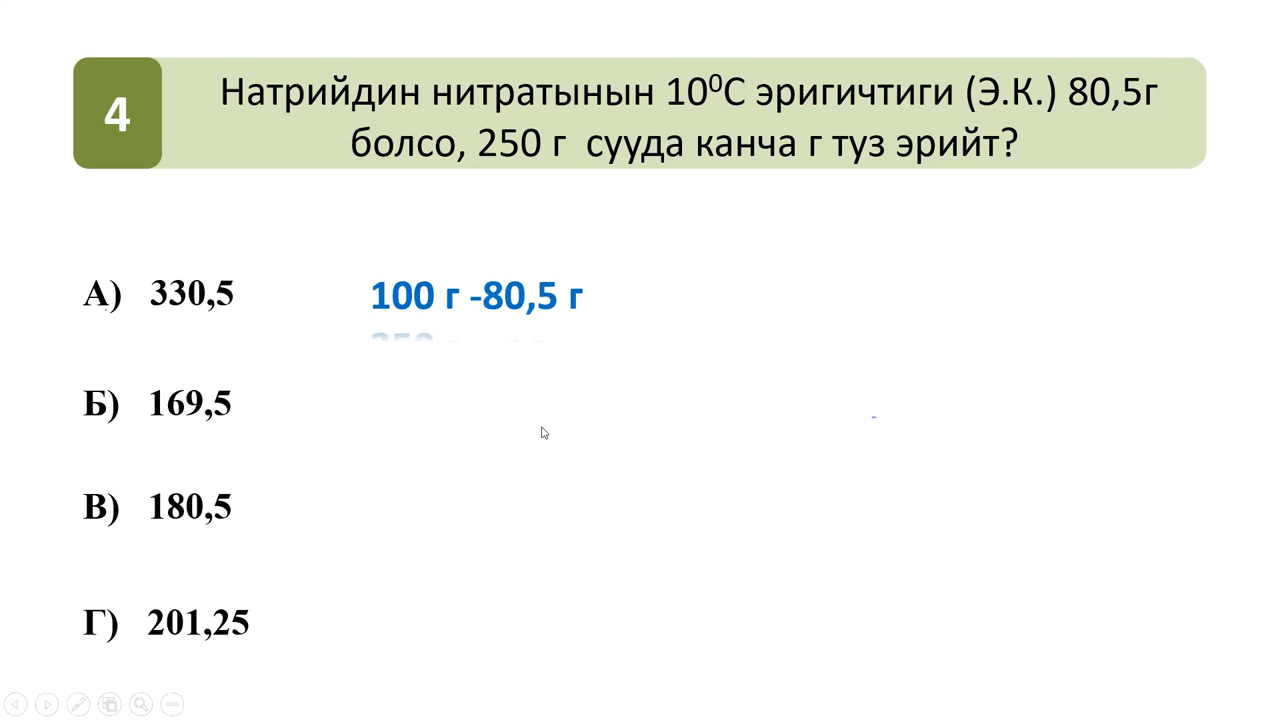 4
Натрийдин нитратынын 10⁰С эригичтиги (Э.К.) 80,5г
болсо, 250 г сууда канча г туз эрийт?
А) 330,5
100 г -80,5 г
Б) 169,5
В) 180,5
Г) 201,25